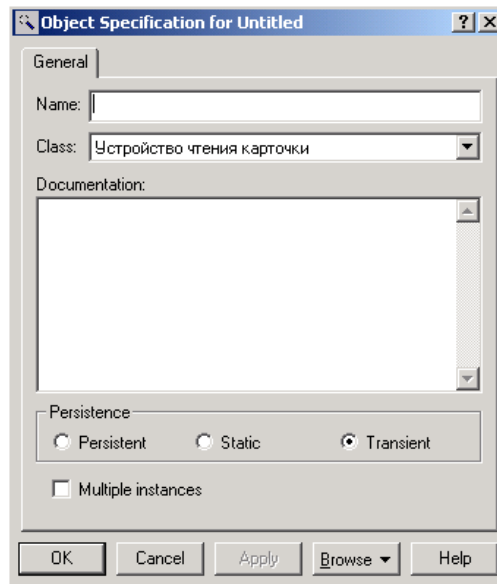 Object Specification for Untitled
General
Name:
Class: Устройство чтения карточки
Documentation:
Persistence
Persistent Static Transient
Multiple instances
OK Cancel Apply Browse Help